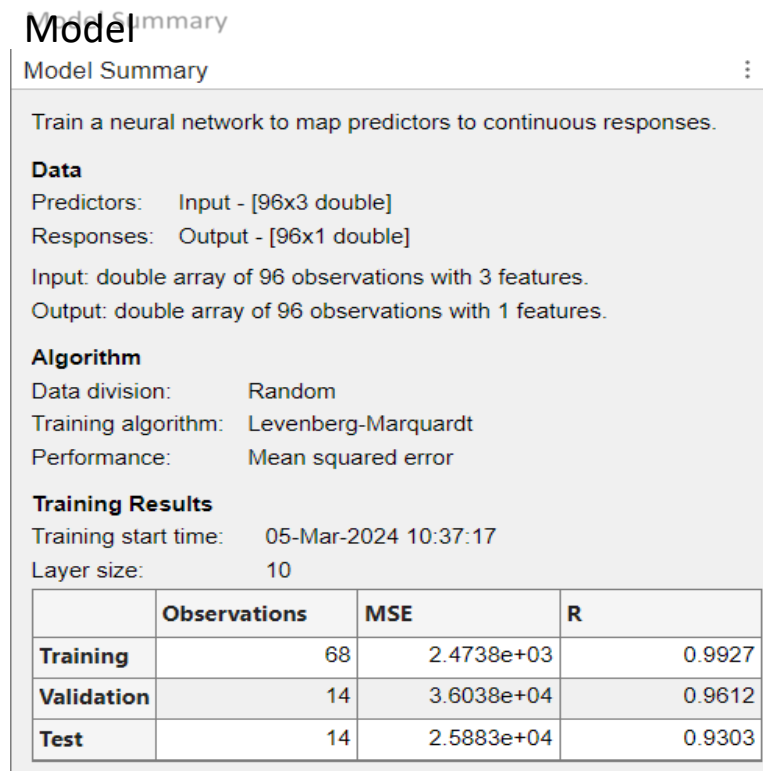 Model Summary
Model
Model Summary
Train a neural network to map predictors to continuous responses.
Data
Predictors: Input - [96x3 double]
Responses: Output - [96x1 double]
Input: double array of 96 observations with 3 features.
Output: double array of 96 observations with 1 features.
Algorithm
Data division: Random
Training algorithm: Levenberg-Marquardt
Performance: Mean squared error
Training Results
Training start time: 05-Mar-2024 10:37:17
Layer size: 10
Observations MSE R
Training 68 2.4738e+03 0.9927
Validation 14 3.6038e+04 0.9612
Test 14 2.5883e+04 0.9303